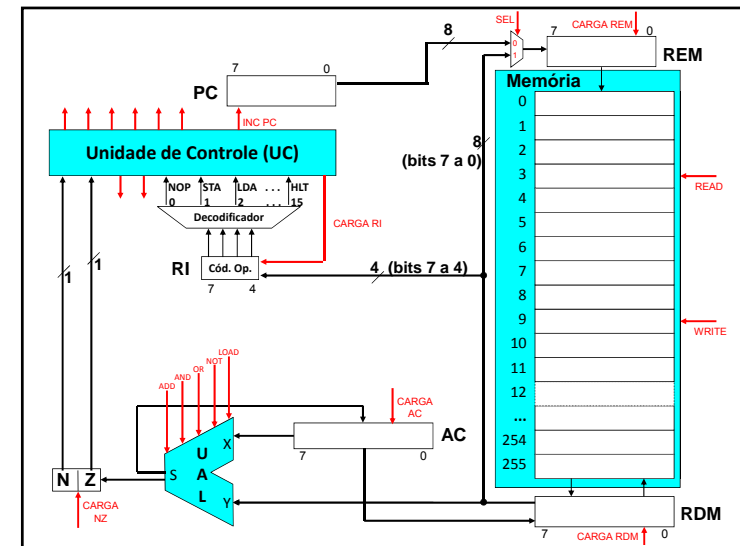 SEL
CARGA REM
8
7 0
0
1
REM
7 0
PC
Memória
INC PC
Unidade de Controle (UC)
8
(bits 7 a 0)
NOP STA LDA . . . HLT
0 1 2 . . . 15
Decodificador
CARGA RI
READ
RI
Cód. Op.
7 4
4 (bits 7 a 4)
1
1
WRITE
0
1
2
3
4
5
6
7
8
9
10
11
12
...
254
255
ADD
AND
OR
NOT
LOAD
CARGA
AC
AC
7 0
X
U
A
L
S
Y
N Z
CARGA
NZ
RDM
7 0
CARGA RDM